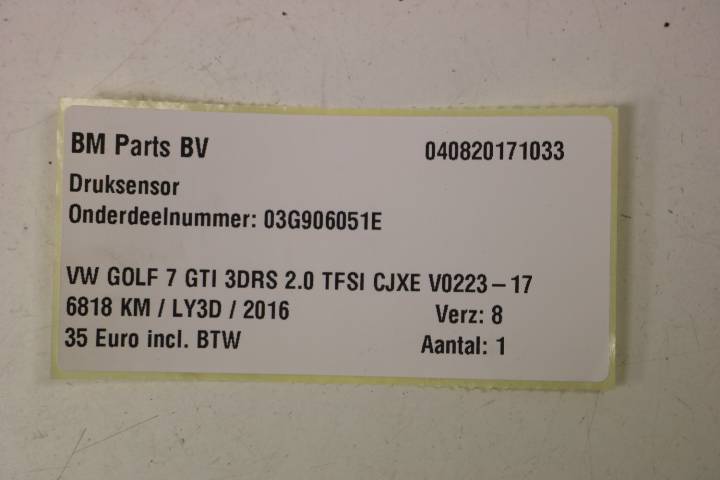 BM Parts BV 040820171033
Druksensor
Onderdeelnummer: 03G906051E
VW GOLF 7 GTI 3DRS 2.0 TFSI CJXE V0223-17
6818 KM / LY3D / 2016 Verz: 8
35 Euro incl. BTW Aantal: 1